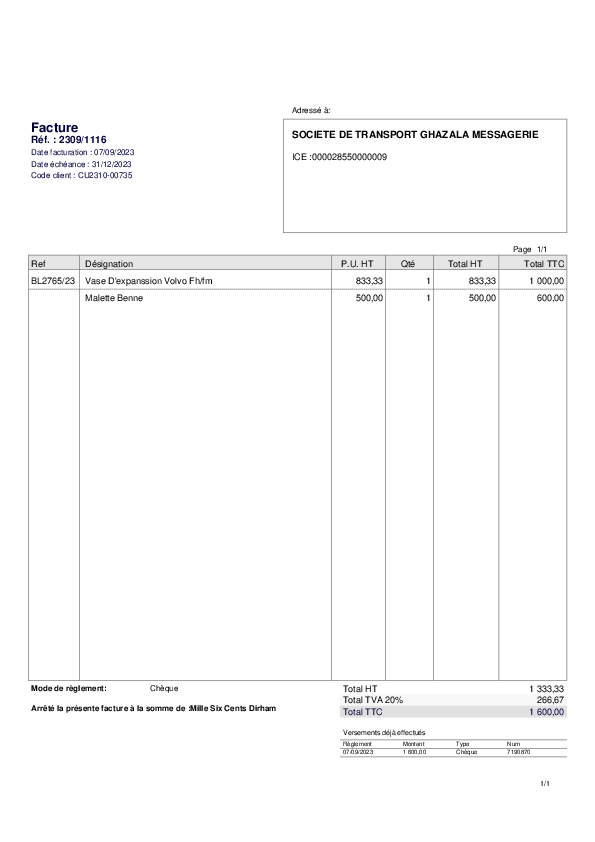 Adressé à:
Facture
Réf. : 2309/1116
Date facturation : 07/09/2023
Date échéance : 31/12/2023
Code client : CU2310-00735
SOCIETE DE TRANSPORT GHAZALA MESSAGERIE
ICE :000028550000009
Page 1/1
Ref Désignation P.U. HT Qté Total HT Total TTC
BL2765/23 Vase D'expanssion Volvo Fh/fm 833,33 1 833,33 1 000,00
Malette Benne 500,00 1 500,00 600,00
Mode de règlement: Chèque
Arrêté la présente facture à la somme de :Mille Six Cents Dirham
Total HT 1 333,33
Total TVA 20% 266,67
Total TTC 1 600,00
Versements déjà effectués
Règlement Montant Type Num
07/09/2023 1 600,00 Chèque 7190870
1/1